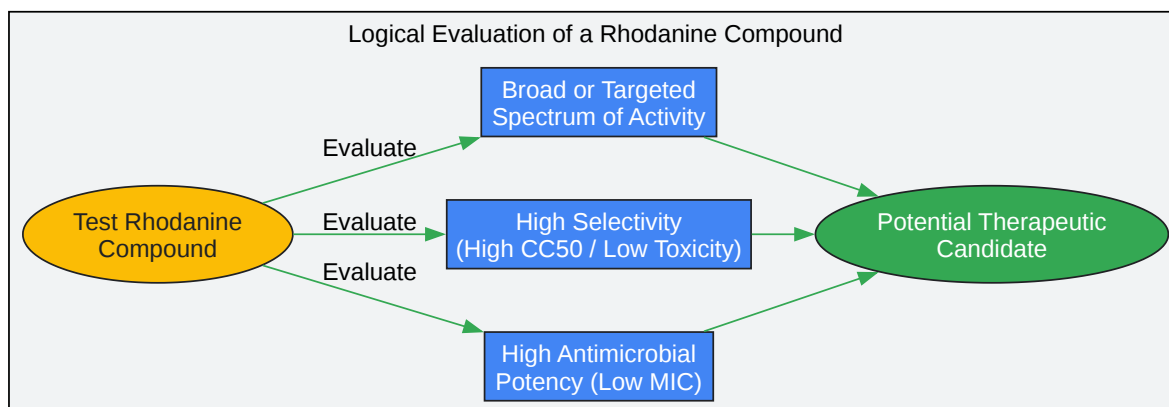 Logical Evaluation of a Rhodanine Compound
Broad or Targeted
Spectrum of Activity
Evaluate
Test Rhodanine
Compound
Evaluate
High Selectivity
(High CC50 / Low Toxicity)
Potential Therapeutic
Candidate
Evaluate
High Antimicrobial
Potency (Low MIC)